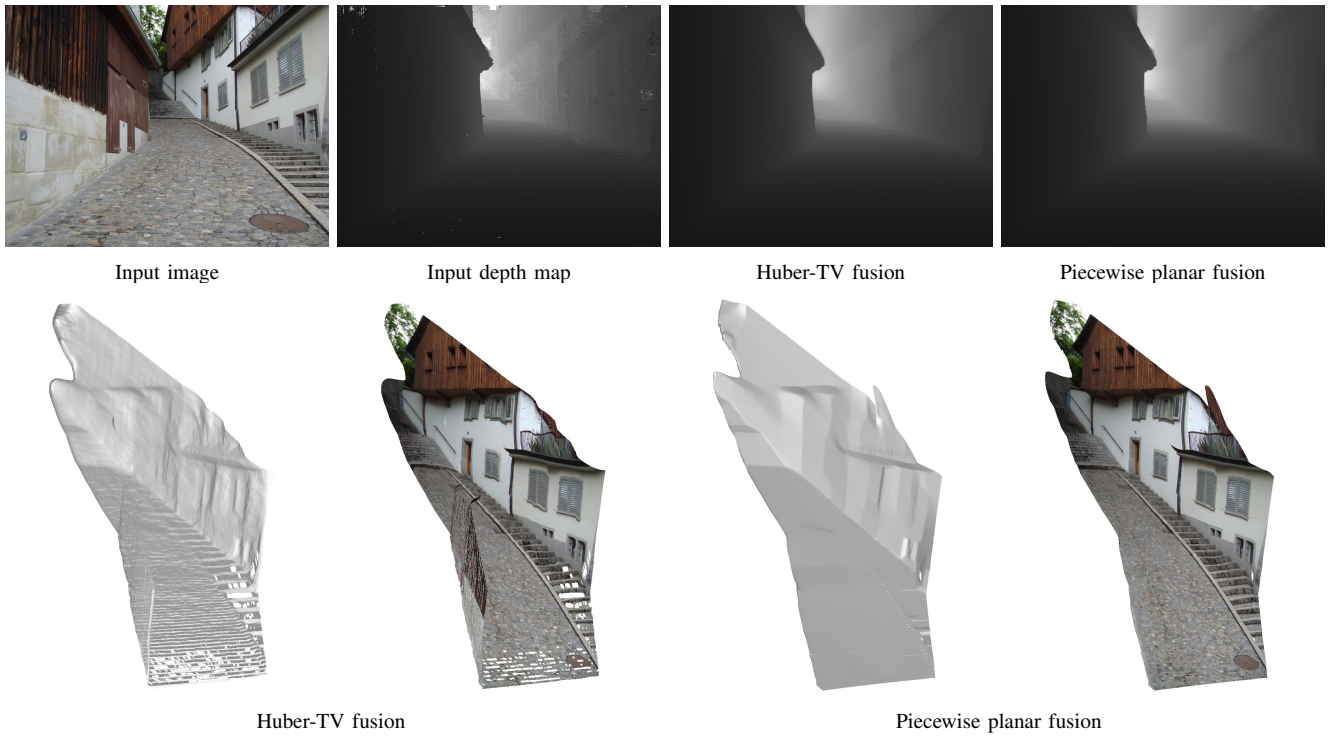 Input image
Input depth map
Huber-TV fusion
Piecewise planar fusion
Huber-TV fusion
Piecewise planar fusion